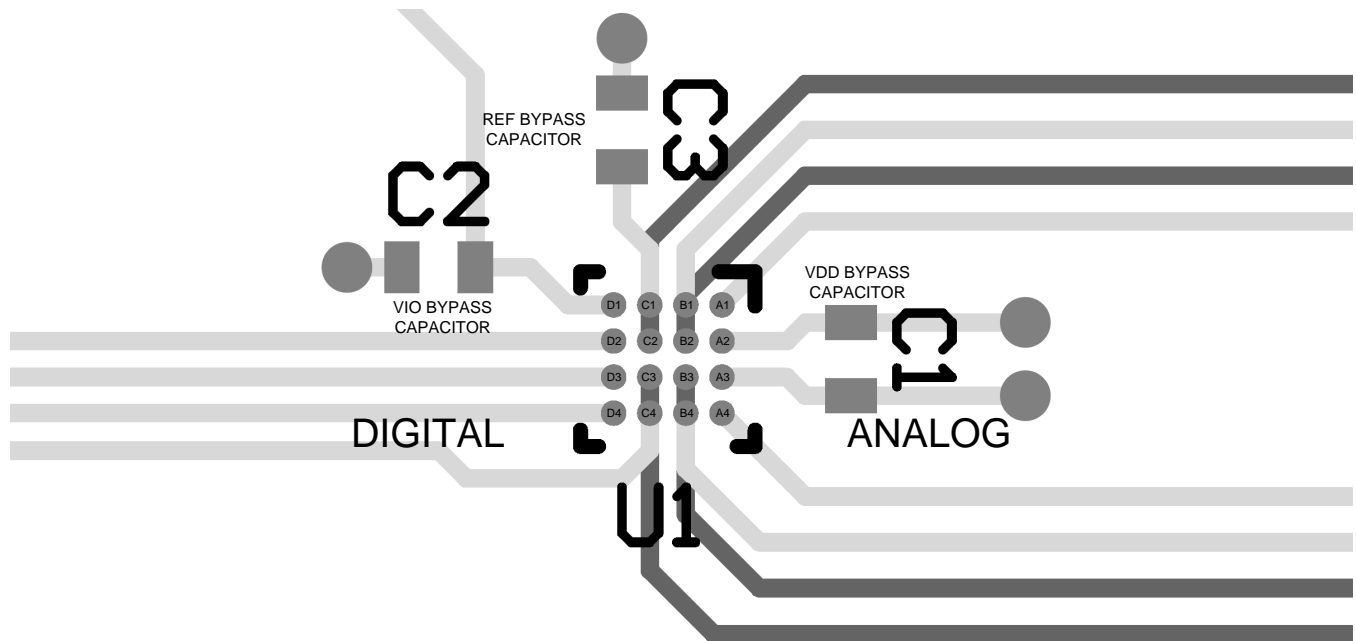 C3
REF BYPASS
CAPACITOR
C2
VIO BYPASS
CAPACITOR
VDD BYPASS
CAPACITOR
C1
D1 C1 B1 A1
D2 C2 B2 A2
D3 C3 B3 A3
D4 C4 B4 A4
DIGITAL
ANALOG
U1